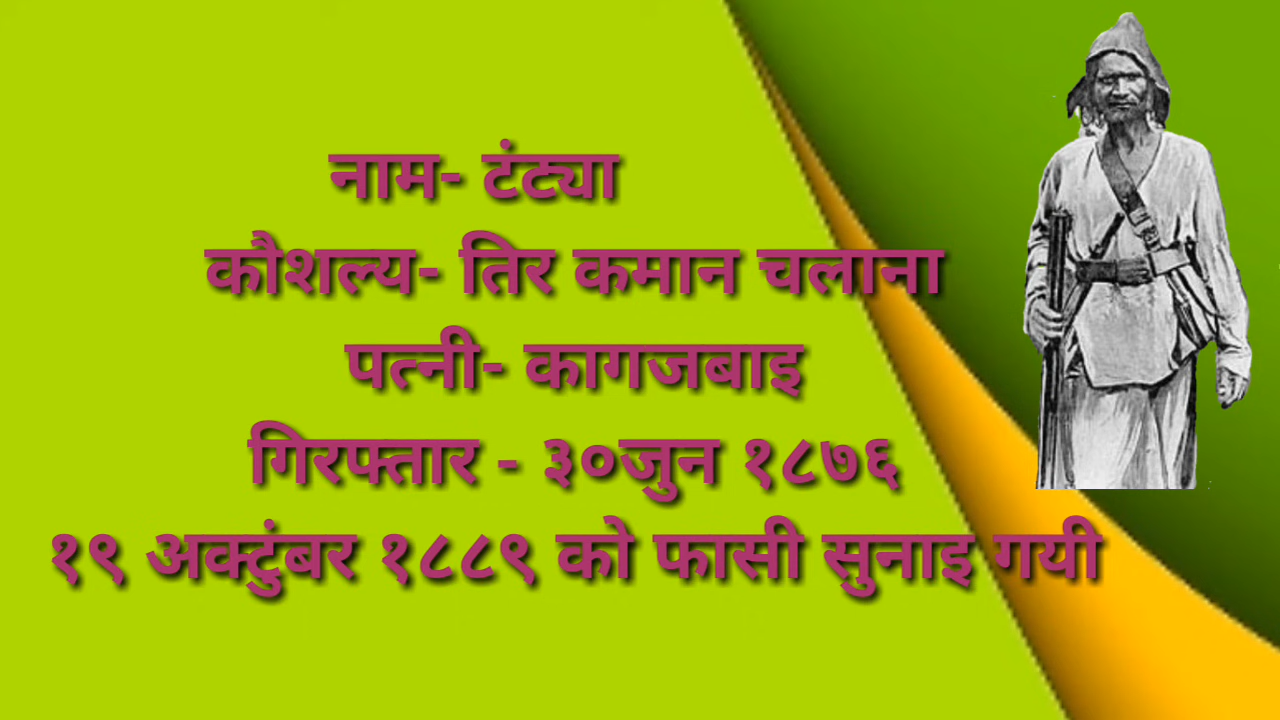 नाम- टंट्या
कौशल्य- तिर कमान चलाना
पत्नी- कागजबाइ
गिरफ्तार - ३०जुन १८७६
१९ अक्टुंबर १८८९ को फासी सुनाइ गयी